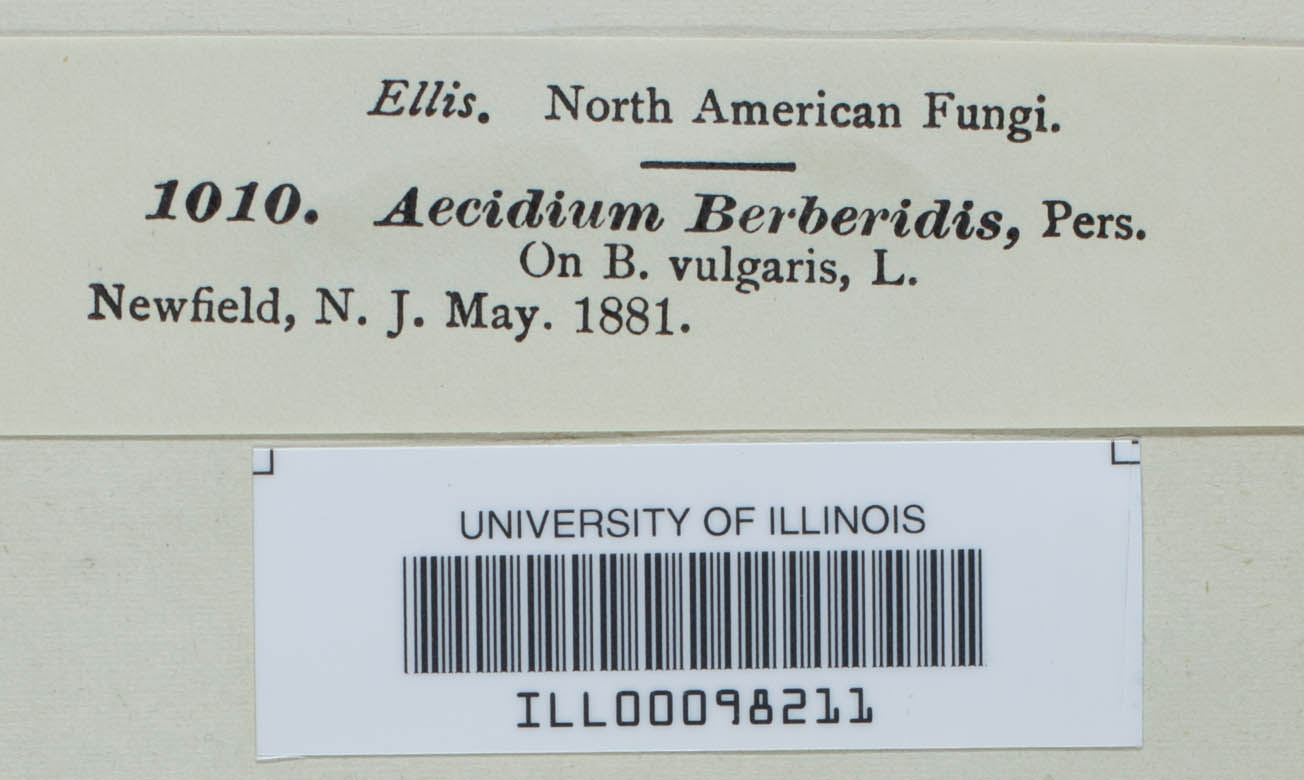 Ellis. North American Fungi.
1010. Aecidium Berberidis, Pers.
On B. vulgaris, L.
Newfield, N. J. May. 1881.
UNIVERSITY OF ILLINOIS
ILL00098211